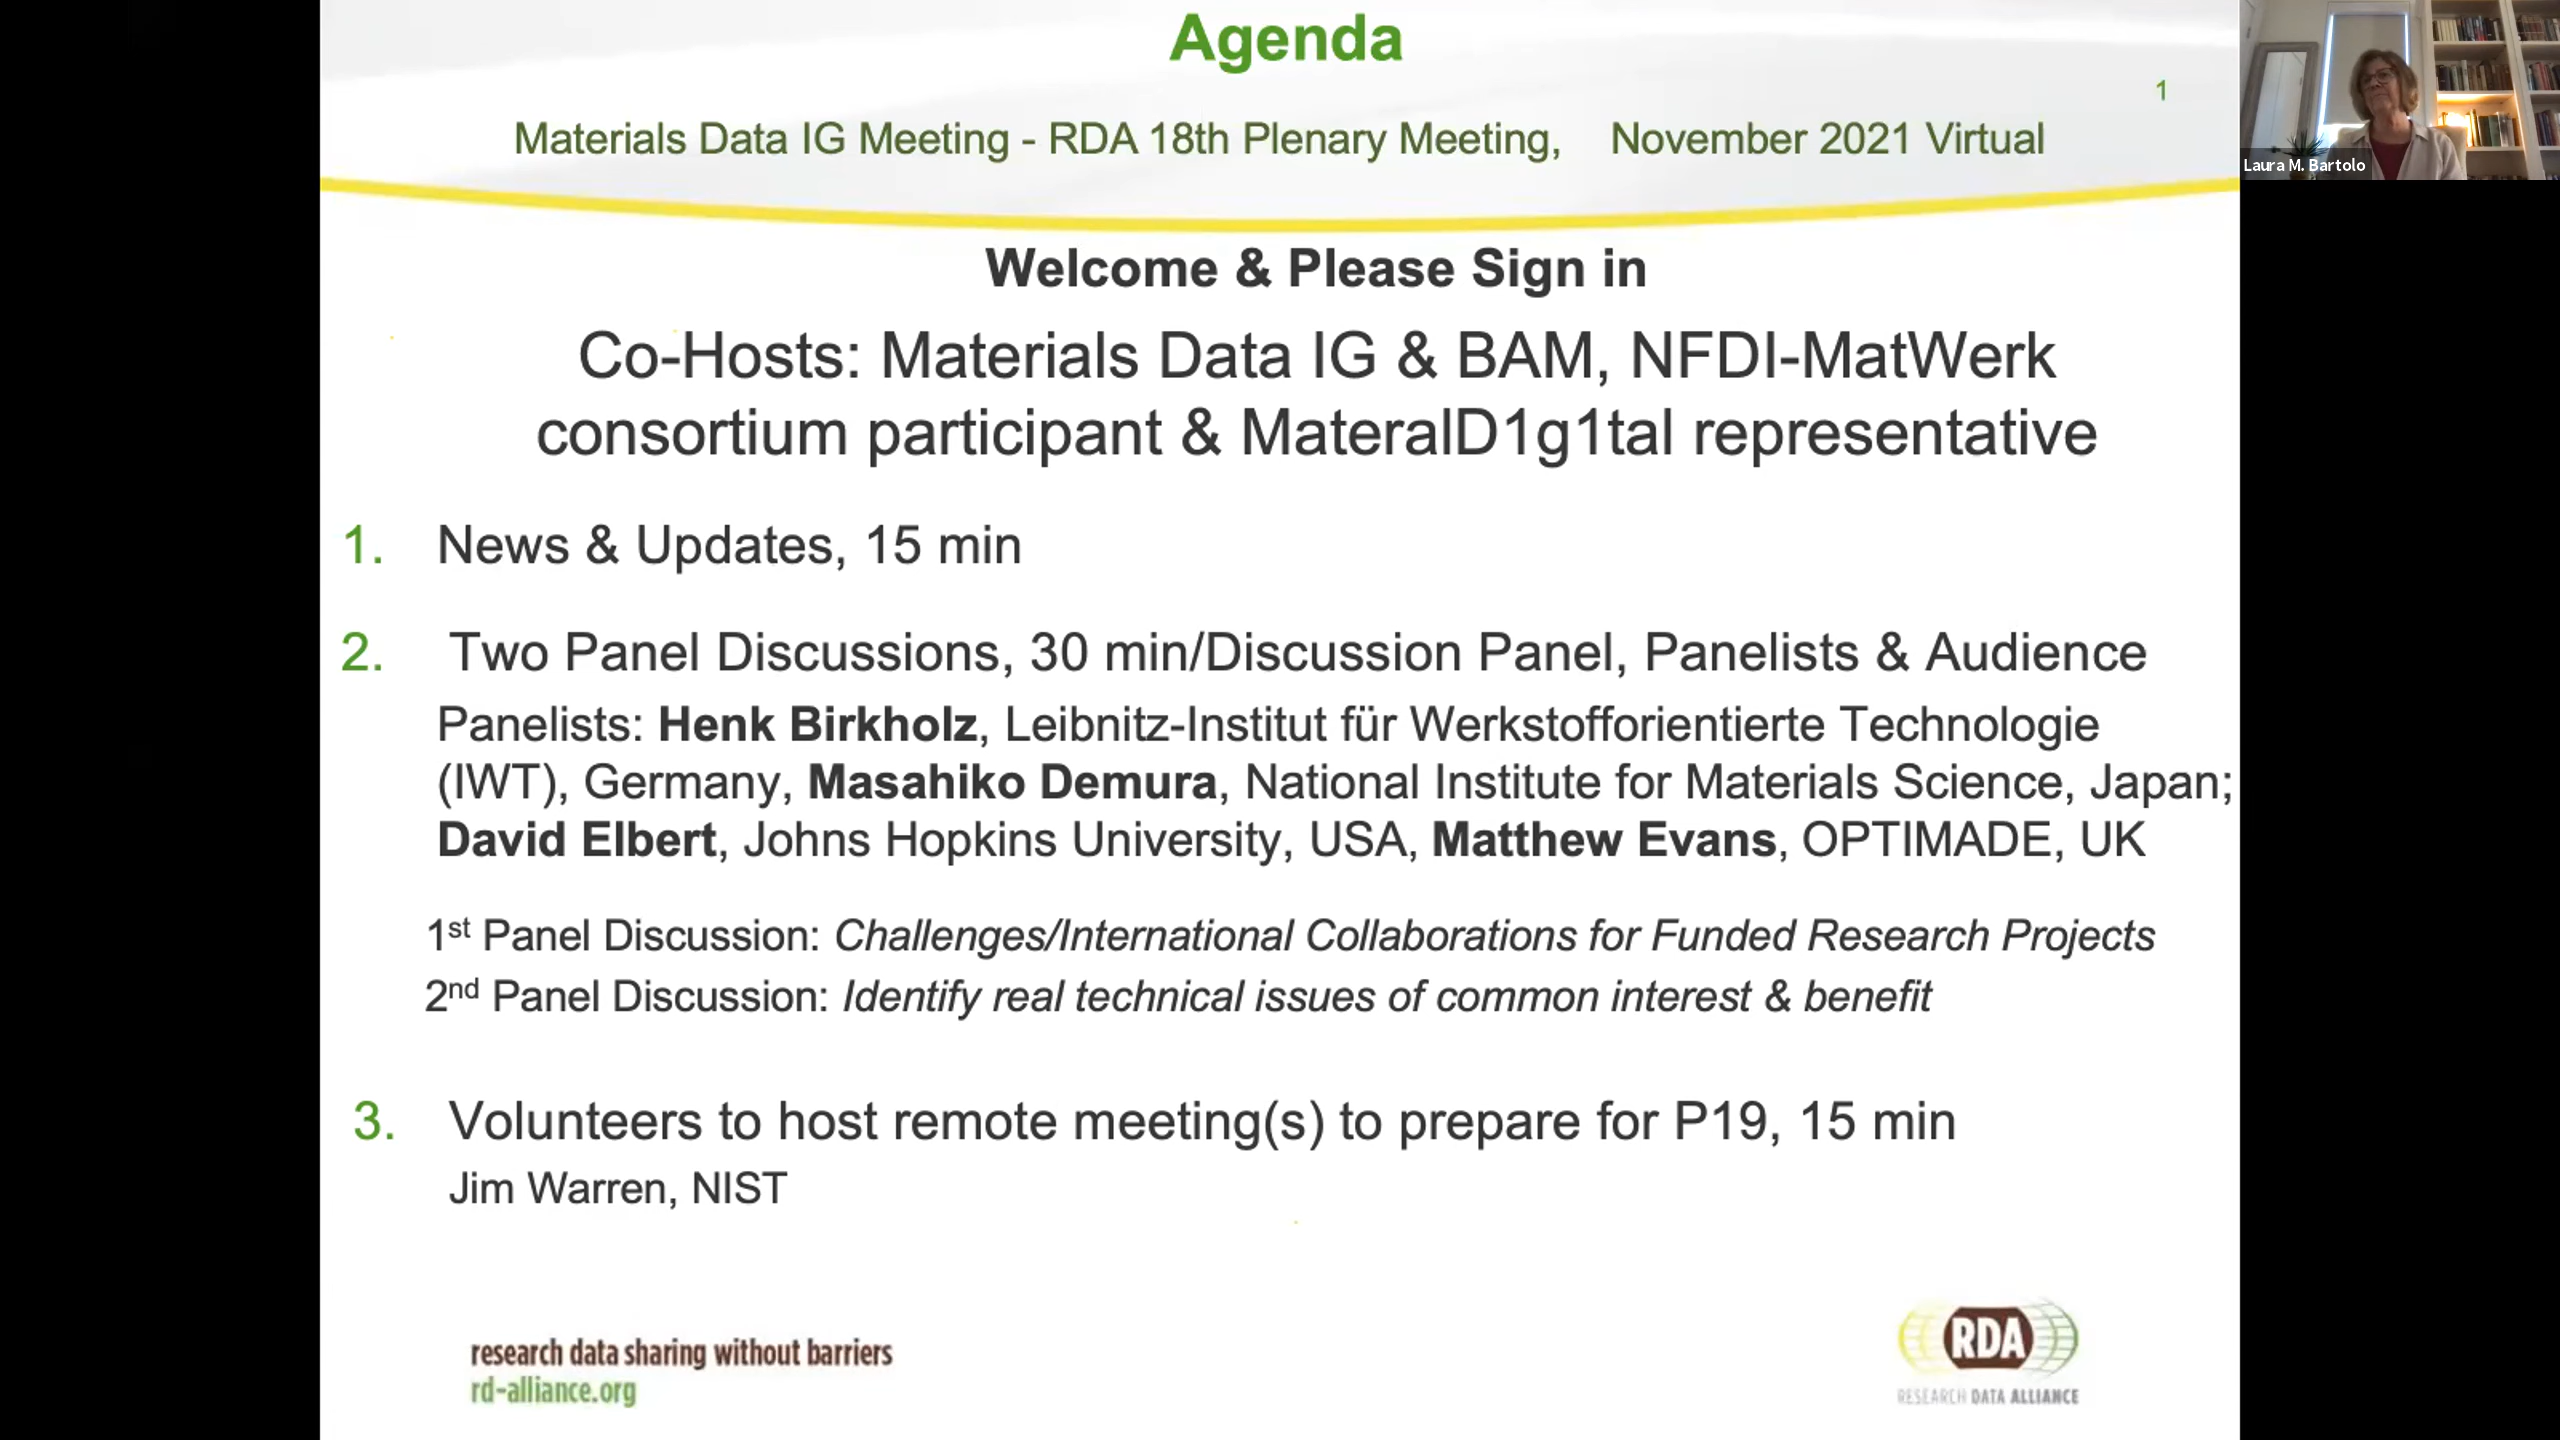 Agenda
1
Materials Data IG Meeting - RDA 18th Plenary Meeting, November 2021 Virtual
Laura M. Bartolo
Welcome & Please Sign in
Co-Hosts: Materials Data IG & BAM, NFDI-MatWerk
consortium participant & MateralD1g1tal representative
1. News & Updates, 15 min
2. Two Panel Discussions, 30 min/Discussion Panel, Panelists & Audience
Panelists: Henk Birkholz, Leibnitz-Institut für Werkstofforientierte Technologie
(IWT), Germany, Masahiko Demura, National Institute for Materials Science, Japan;
David Elbert, Johns Hopkins University, USA, Matthew Evans, OPTIMADE, UK
1st Panel Discussion: Challenges/International Collaborations for Funded Research Projects
2nd Panel Discussion: Identify real technical issues of common interest & benefit
3. Volunteers to host remote meeting(s) to prepare for P19, 15 min
Jim Warren, NIST
research data sharing without barriers
rd-alliance.org
RDA
RESEARCH DATA ALLIANCE